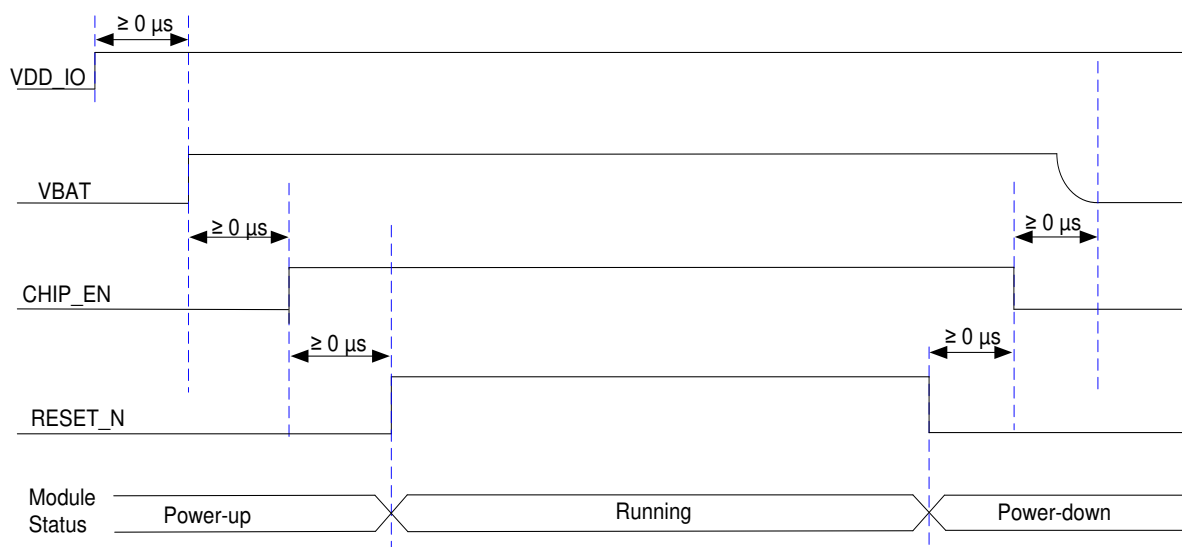 ≥ 0 µs
VDD_IO
VBAT
≥ 0 µs
≥ 0 µs
CHIP_EN
≥ 0 µs
≥ 0 µs
RESET_N
Module
Status
Power-up
Running
Power-down